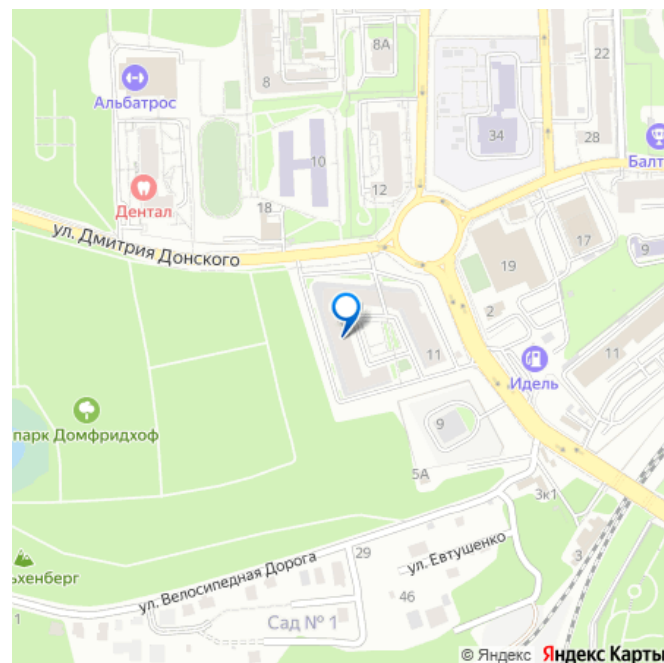 8А
22
8
Альбатрос
34
10
28
Балт
12
Дентал
18
ул. Дмитрия Донского
17
19
9
2
11
11
Идель
парк Домфридхоф
9
5А
3к1
ул. Евтушенко
29
3
ьхенберг
ул. Велосипедная Дорога
46
1
Сад № 1
© Яндекс Яндекс Карты